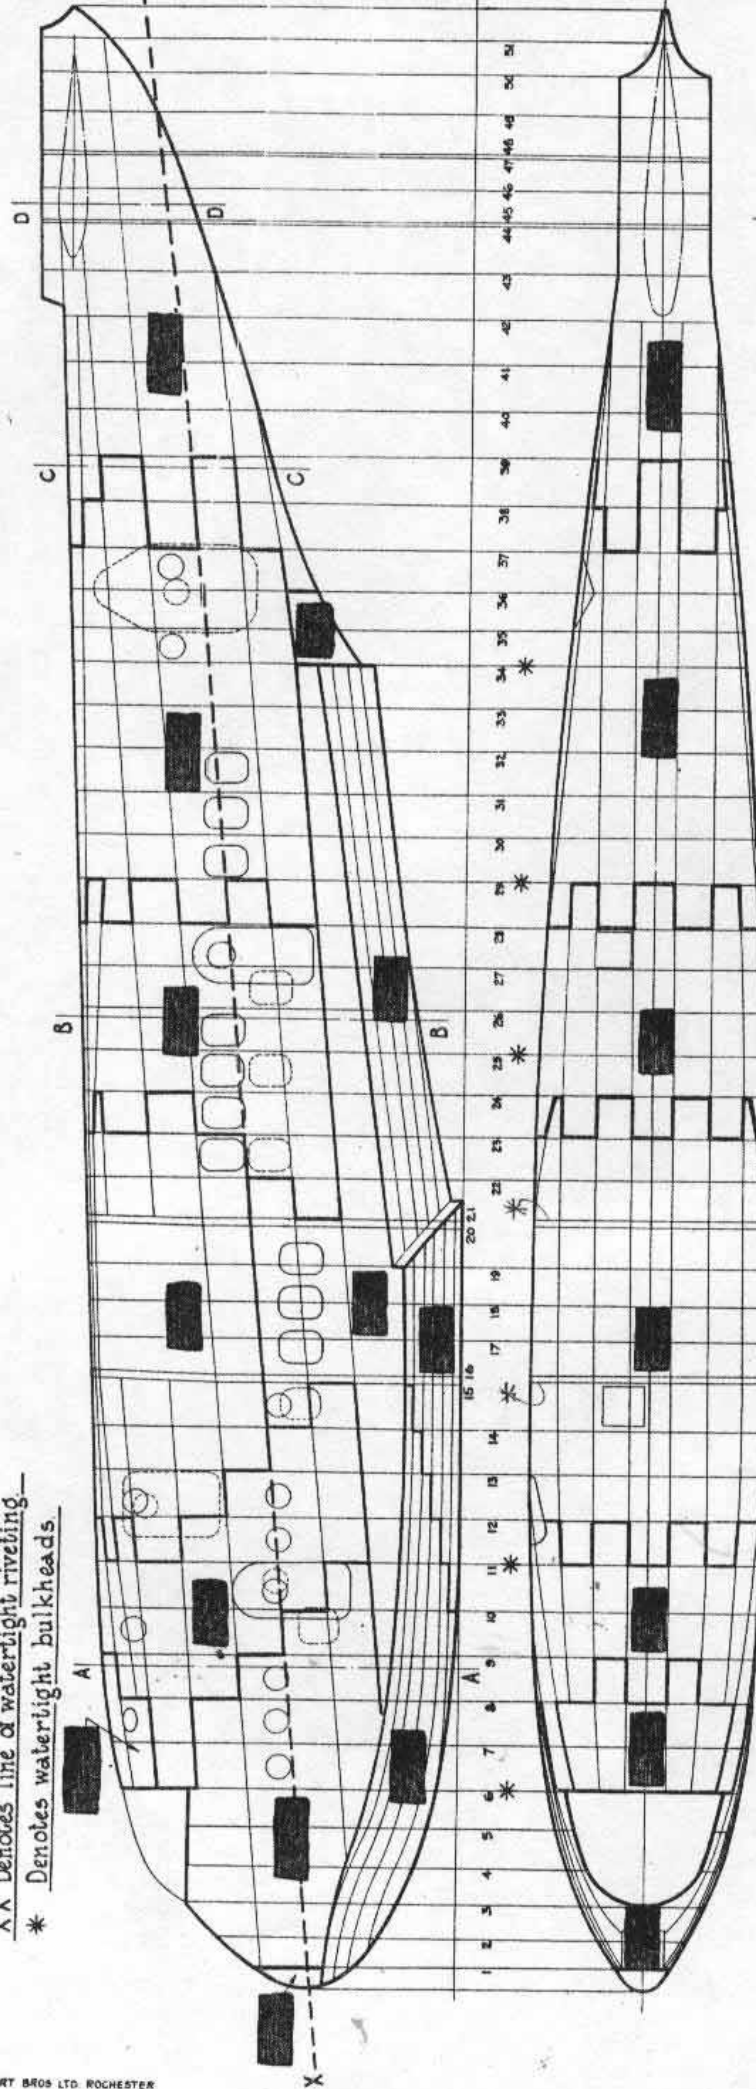 X X Denotes line of watertight riveting.
* Denotes watertight bulkheads.
A B C D
X
A B C D
1 2 3 4 5 6 7 8 9 10 11 12 13 14 15 16 17 18 19 20 21 22 23 24 25 26 27 28 29 30 31 32 33 34 35 36 37 38 39 40 41 42 43 44 45 46 47 48 49 50 51
* * * * * * * *
RT BROS LTD. ROCHESTER